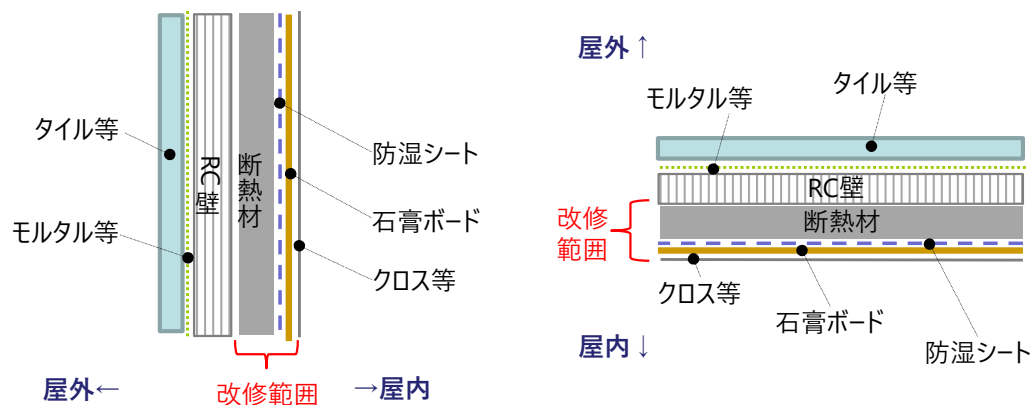 タイル等
モルタル等
RC壁
断熱材
防湿シート
石膏ボード
クロス等
屋外←
改修範囲
→屋内
屋外↑
モルタル等
タイル等
RC壁
断熱材
改修
範囲
クロス等
石膏ボード
防湿シート
屋内↓